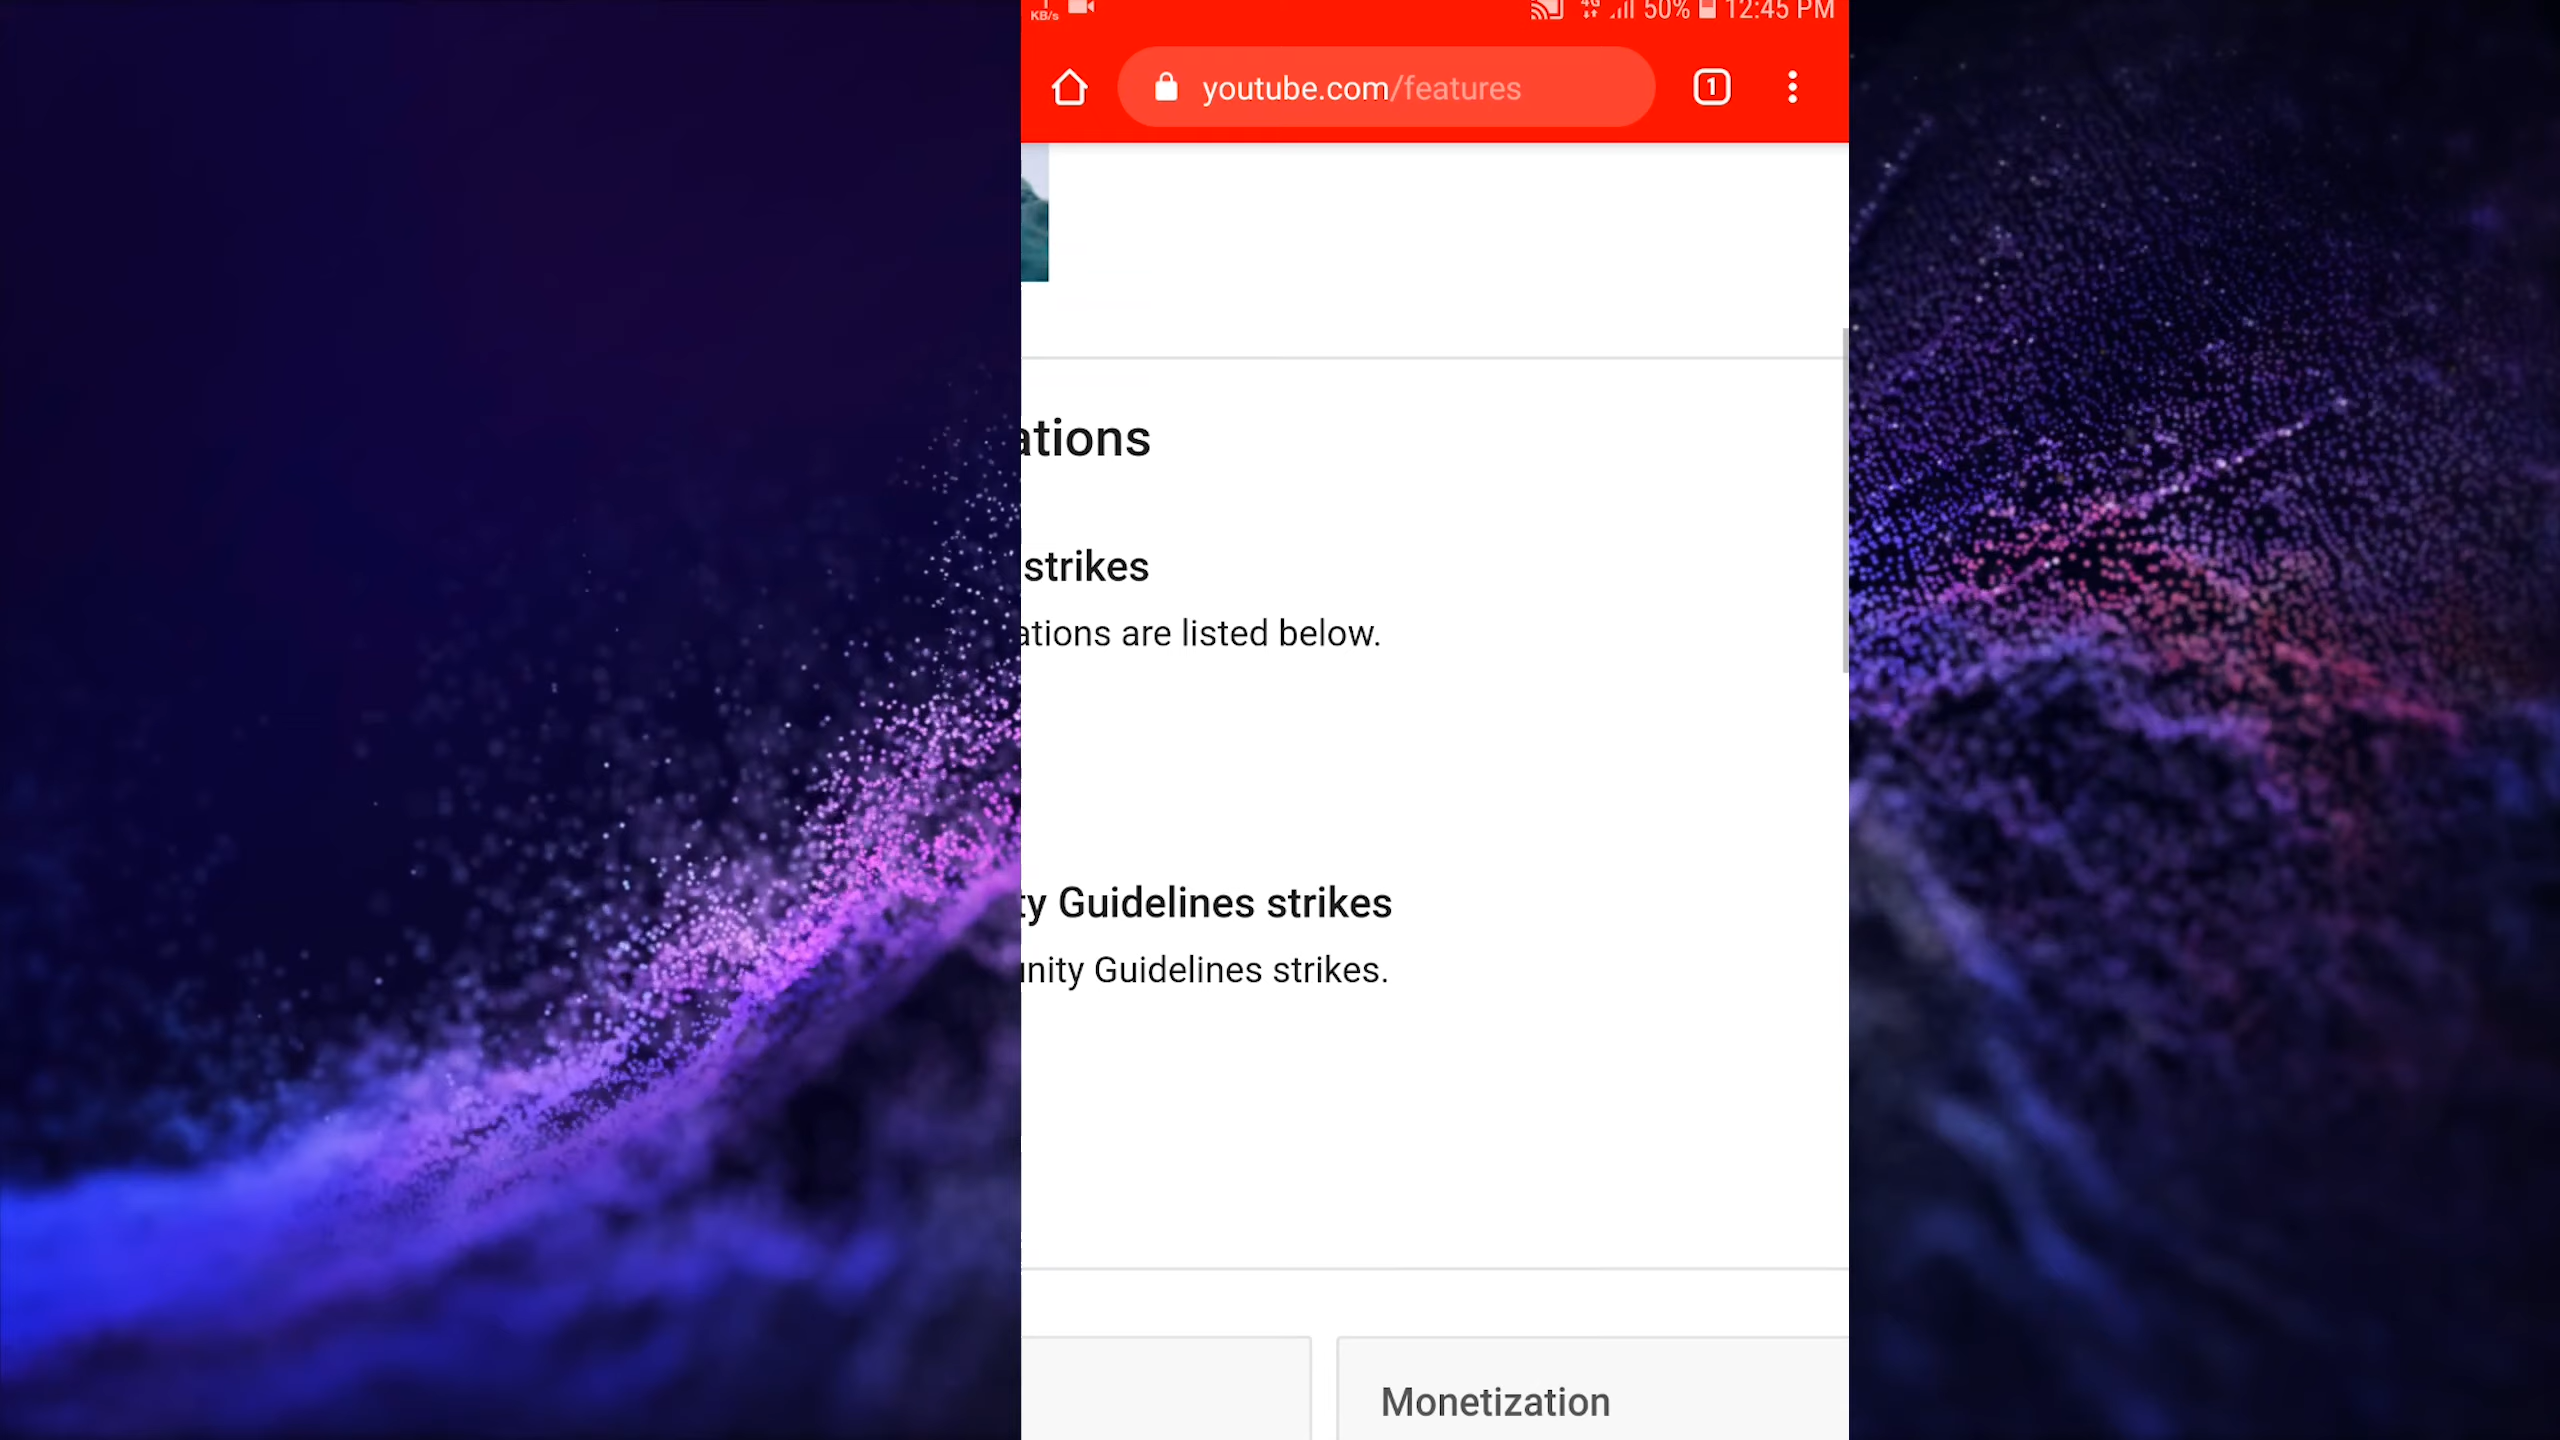 KB/s 4G 50% 12:45 PM
youtube.com/features 1
ations
strikes
ations are listed below.
ty Guidelines strikes
nity Guidelines strikes.
Monetization